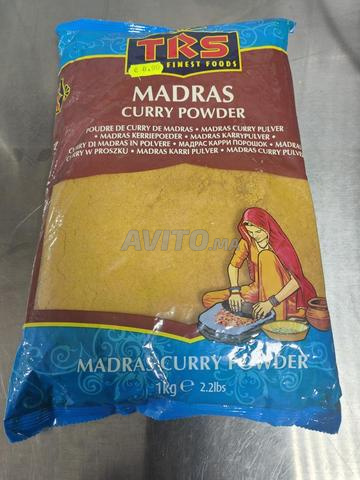 TRS
FINEST FOODS
MADRAS
CURRY POWDER
POUDRE DE CURRY DE MADRAS • MADRAS CURRY PULVER
• MADRAS KERRIEPOEDER • MADRAS KARRYPULVER •
CURRY DI MADRAS IN POLVERE • МАДРАС КАРРИ ПОРОШОК • MADRAS
CURRY W PROSZKU • MADRAS KARRI PULVER • MADRAS CURRY PULVER
AVITO.ma
MADRAS CURRY POWDER
1kg e 2.2lbs